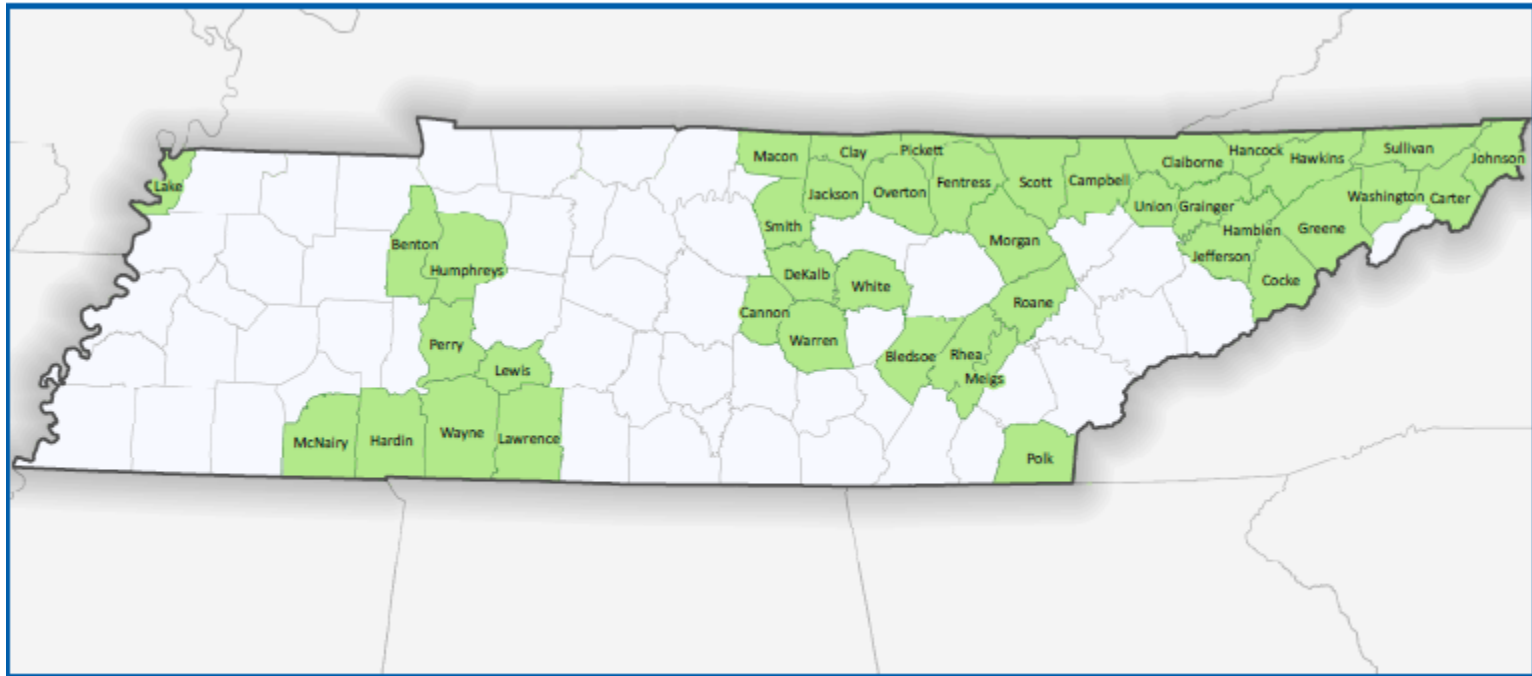 Macon
Clay
Pickett
Claiborne
Hancock
Hawkins
Sullivan
Johnson
Lake
Jackson
Overton
Fentress
Scott
Campbell
Union
Grainger
Washington
Carter
Smith
Morgan
Hamblen
Greene
Benton
Humphreys
DeKalb
White
Jefferson
Cocke
Cannon
Warren
Roane
Perry
Lewis
Bledsoe
Rhea
Meigs
McNairy
Hardin
Wayne
Lawrence
Polk